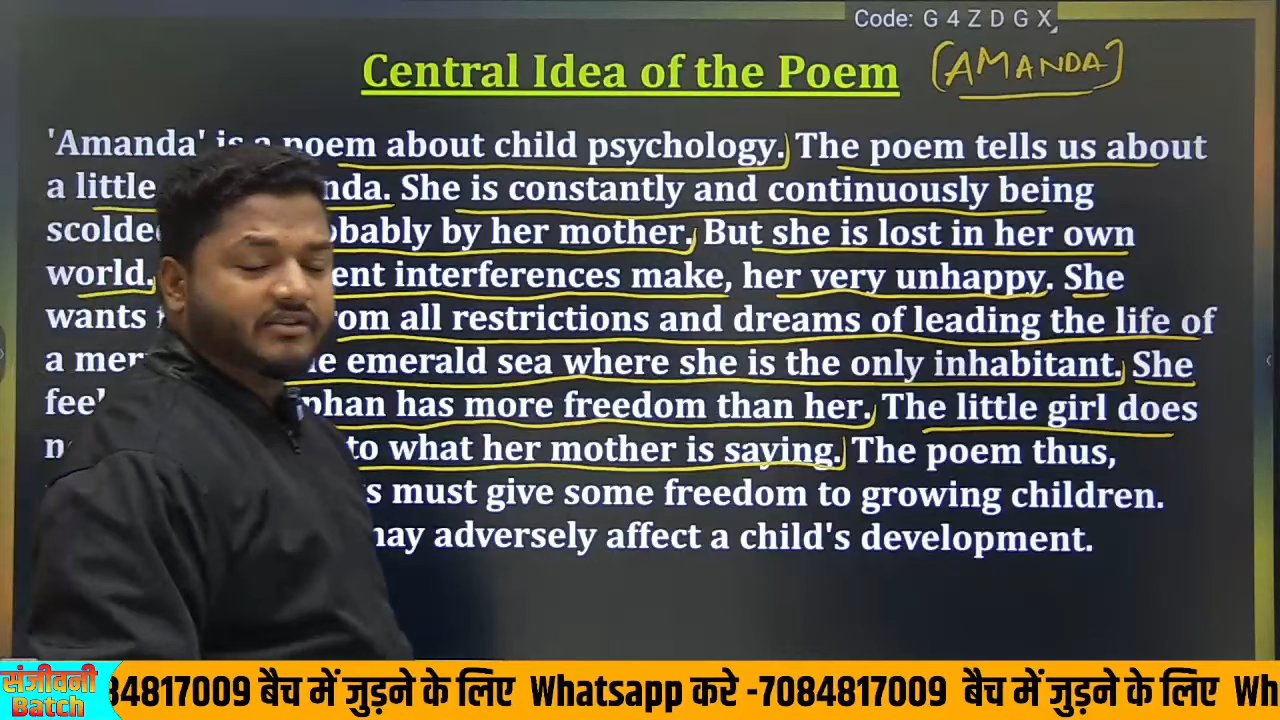 Code: G 4 Z D G X
Central Idea of the Poem (AMANDA)
'Amanda' is a poem about child psychology. The poem tells us about
a little nda. She is constantly and continuously being
scolde obably by her mother. But she is lost in her own
world. ent interferences make, her very unhappy. She
wants rom all restrictions and dreams of leading the life of
a mer e emerald sea where she is the only inhabitant. She
feel phan has more freedom than her. The little girl does
n to what her mother is saying. The poem thus,
s must give some freedom to growing children.
may adversely affect a child's development.
संजीवनी
Batch
84817009 बैच में जुड़ने के लिए Whatsapp करे -7084817009 बैच में जुड़ने के लिए Wh